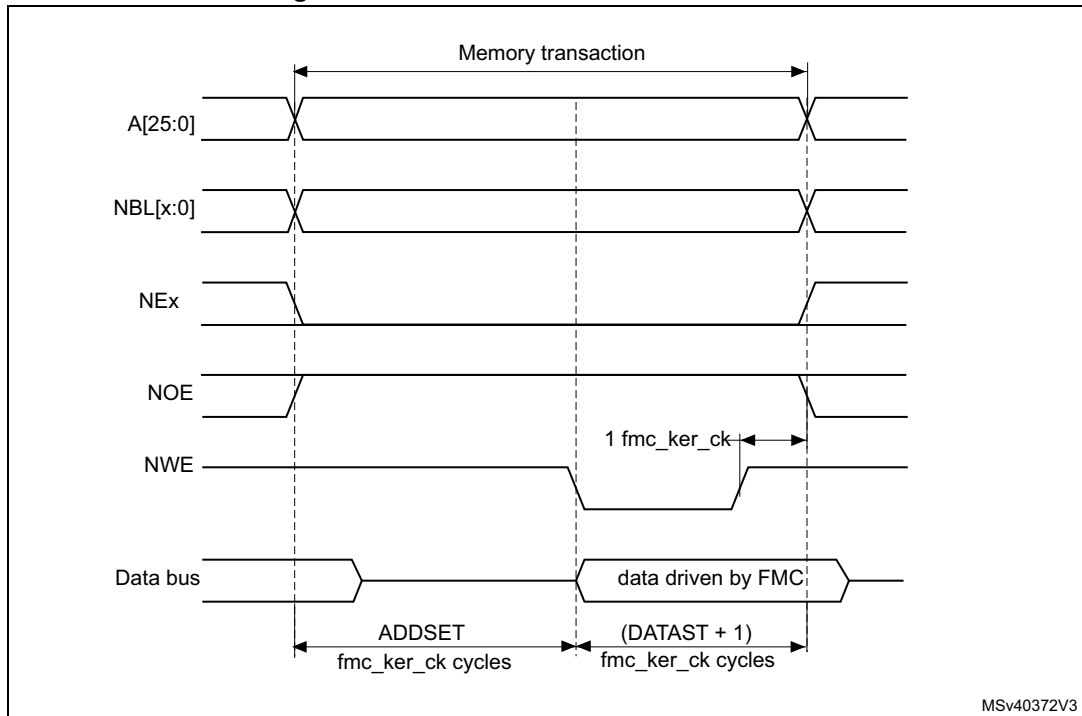 Memory transaction
A[25:0]
NBL[x:0]
NEx
NOE
1 fmc_ker_ck
NWE
Data bus
data driven by FMC
ADDSET
fmc_ker_ck cycles
(DATAST + 1)
fmc_ker_ck cycles
MSv40372V3